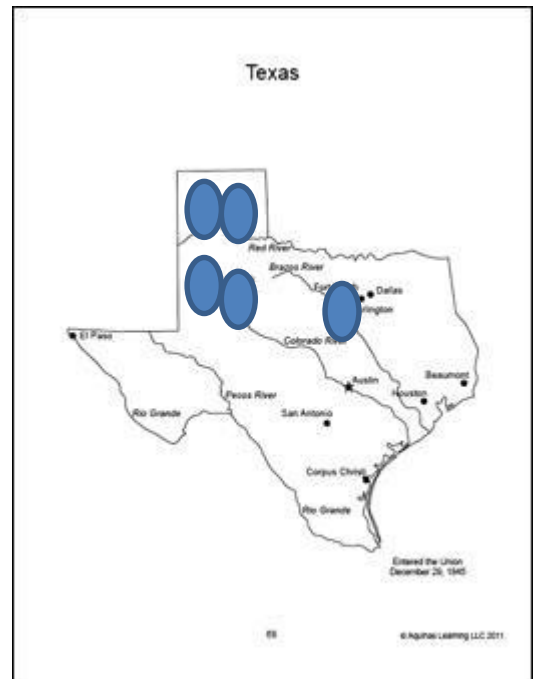 Texas
Red River
Brazos River
Dallas
Colorado River
El Paso
Austin
Beaumont
Houston
Pecos River
Rio Grande
San Antonio
Corpus Christi
Rio Grande
Entered the Union
December 29, 1845
© Aquinas Learning LLC 2011